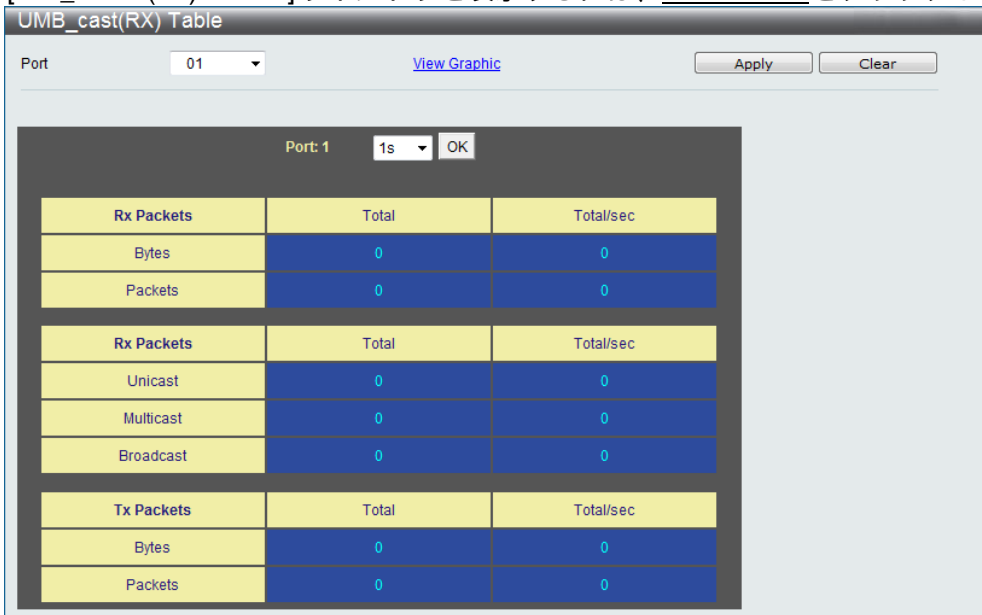 UMB_cast(RX) Table
Port 01 View Graphic Apply Clear
Port: 1 1s OK
Rx Packets Total Total/sec
Bytes 0 0
Packets 0 0
Rx Packets Total Total/sec
Unicast 0 0
Multicast 0 0
Broadcast 0 0
Tx Packets Total Total/sec
Bytes 0 0
Packets 0 0